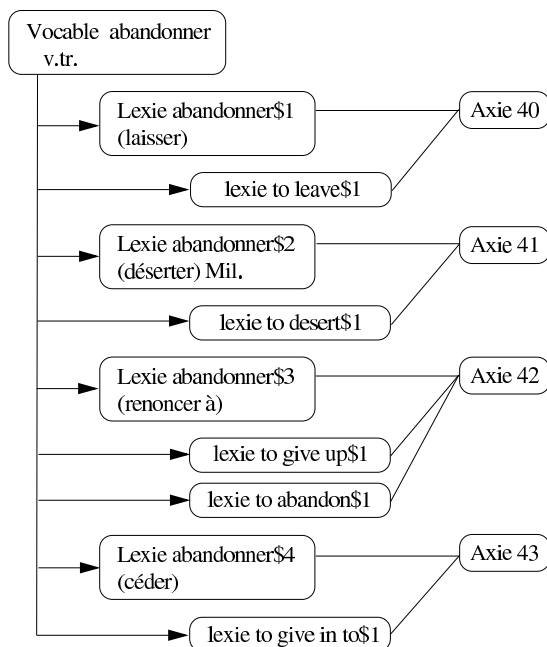 Vocable abandonner
v.tr.
Lexie abandonner$1
(laisser)
Axie 40
lexie to leave$1
Lexie abandonner$2
(déserter) Mil.
Axie 41
lexie to desert$1
Lexie abandonner$3
(renoncer à)
Axie 42
lexie to give up$1
lexie to abandon$1
Lexie abandonner$4
(céder)
Axie 43
lexie to give in to$1